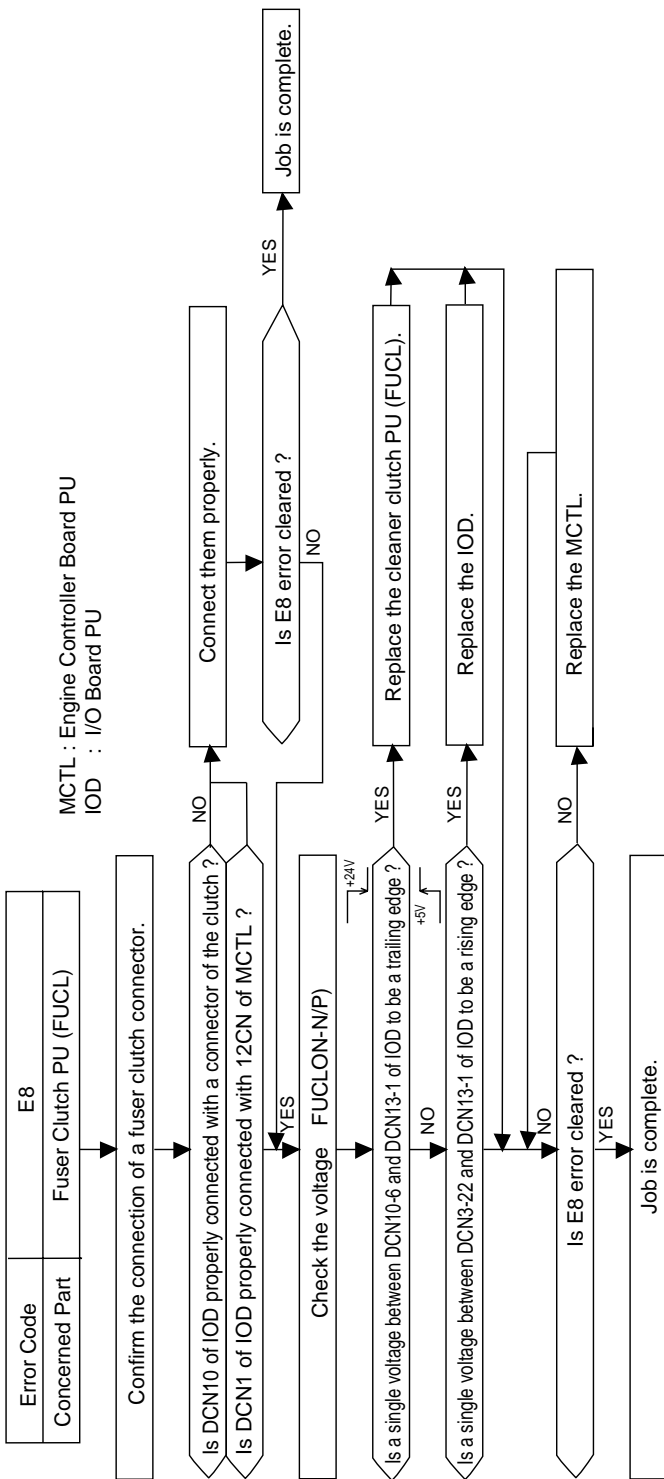 Error Code E8
Concerned Part Fuser Clutch PU (FUCL)
MCTL : Engine Controller Board PU
IOD : I/O Board PU
Confirm the connection of a fuser clutch connector.
Is DCN10 of IOD properly connected with a connector of the clutch ?
NO
Connect them properly.
Is DCN1 of IOD properly connected with 12CN of MCTL ?
Is E8 error cleared ?
YES
Job is complete.
NO
YES
Check the voltage FUCLON-N/P)
+24V
Is a single voltage between DCN10-6 and DCN13-1 of IOD to be a trailing edge ?
YES
Replace the cleaner clutch PU (FUCL).
NO
+5V
Is a single voltage between DCN3-22 and DCN13-1 of IOD to be a rising edge ?
YES
Replace the IOD.
NO
Is E8 error cleared ?
NO
Replace the MCTL.
YES
Job is complete.